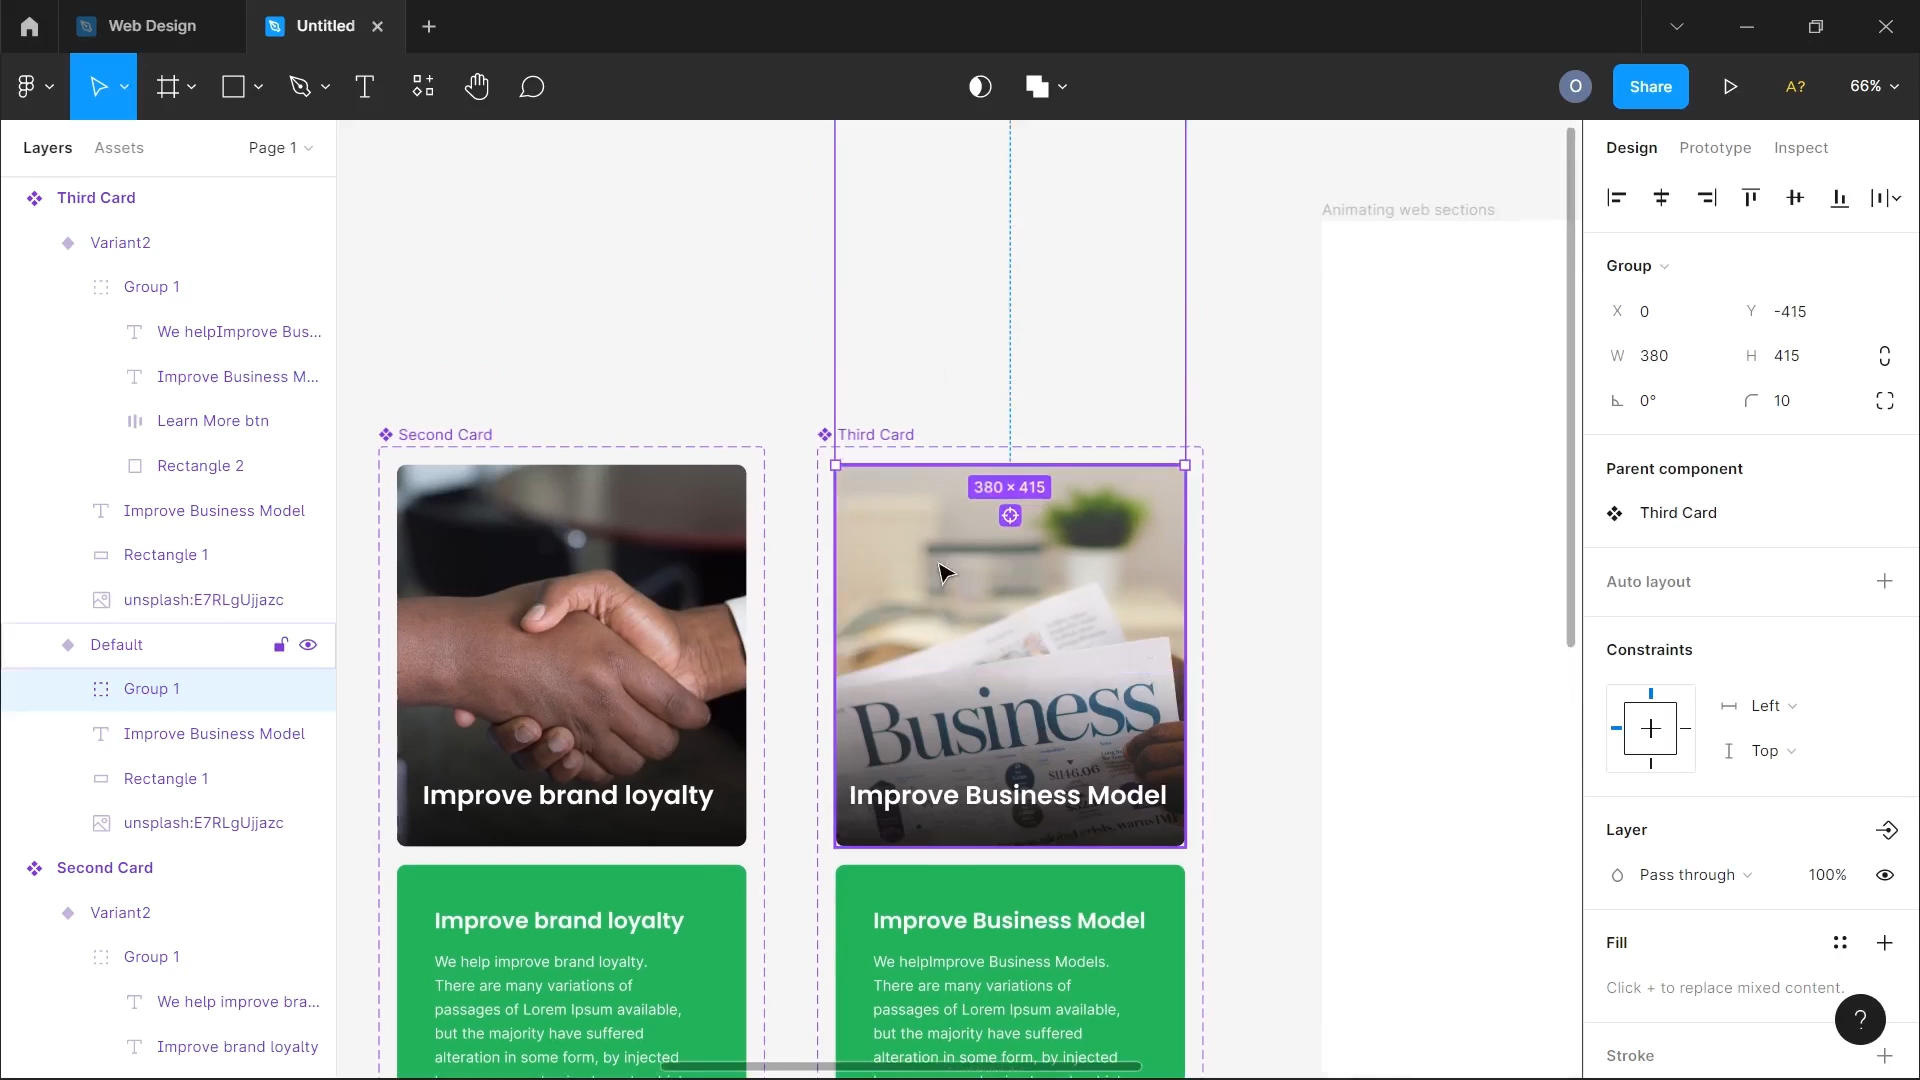 Web Design
Untitled
O
Share
A?
66%
Layers
Assets
Page 1
Third Card
Variant2
Group 1
We helpImprove Bus...
Improve Business M...
Learn More btn
Rectangle 2
Improve Business Model
Rectangle 1
unsplash:E7RLgUjjazc
Default
Group 1
Improve Business Model
Rectangle 1
unsplash:E7RLgUjjazc
Second Card
Variant2
Group 1
We help improve bra...
Improve brand loyalty
Second Card
Improve brand loyalty
Improve brand loyalty
We help improve brand loyalty.
There are many variations of
passages of Lorem Ipsum available,
but the majority have suffered
alteration in some form, by injected
Third Card
380 × 415
Business
$1146.06
Improve Business Model
Improve Business Model
We helpImprove Business Models.
There are many variations of
passages of Lorem Ipsum available,
but the majority have suffered
alteration in some form, by injected
Animating web sections
Design
Prototype
Inspect
Group
X 0
Y -415
W 380
H 415
0°
10
Parent component
Third Card
Auto layout
Constraints
Left
Top
Layer
Pass through
100%
Fill
Click + to replace mixed content.
?
Stroke